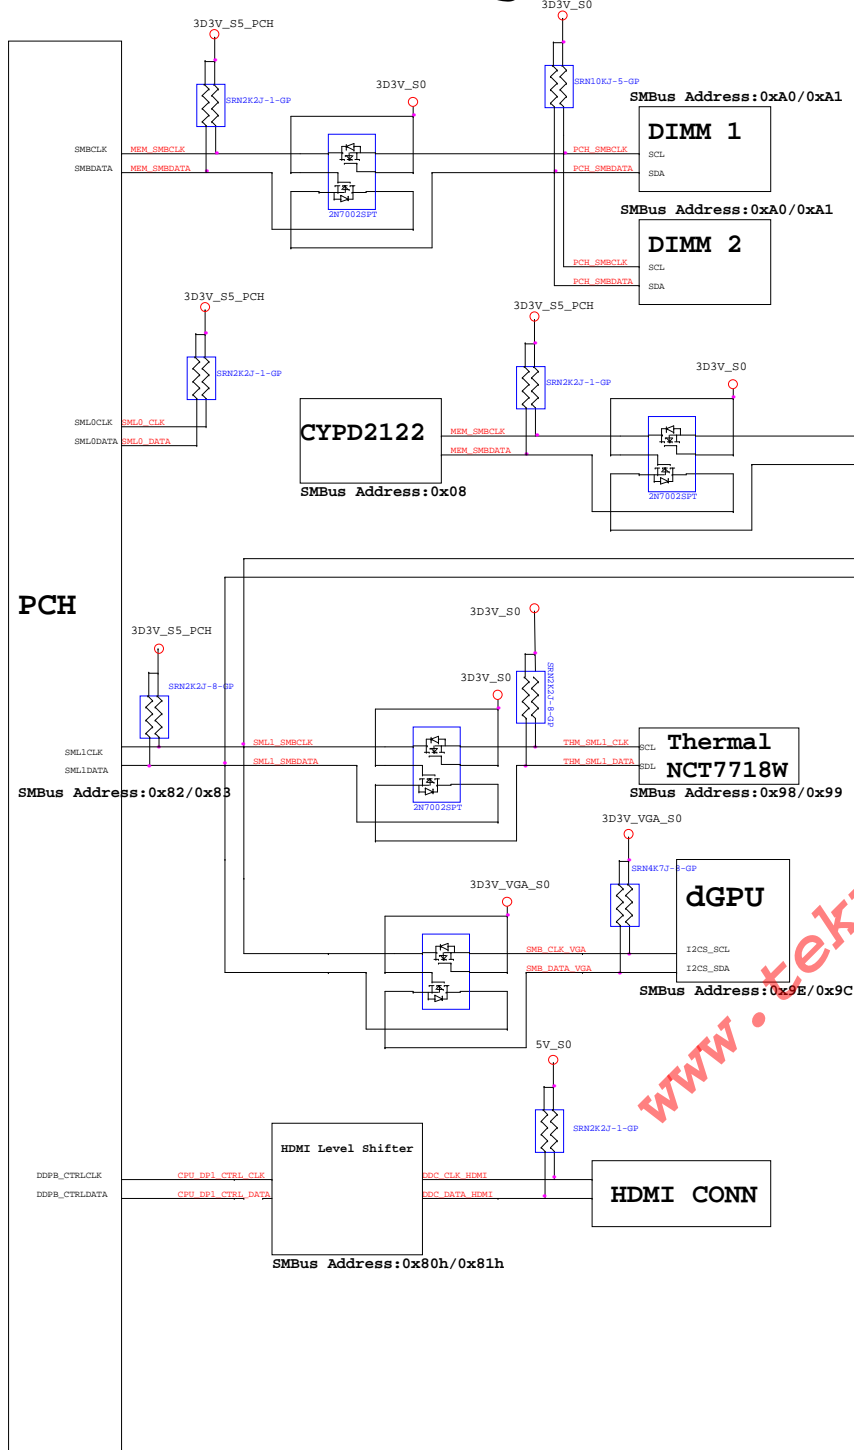 3D3V_S0
3D3V_S5_PCH
SRN2K2J-1-GP
3D3V_S0
SRN10KJ-5-GP
SMBus Address:0xA0/0xA1
DIMM 1
SMBCLK
MEM_SMBCLK
PCH_SMBCLK
SCL
SMBDATA
MEM_SMBDATA
PCH_SMBDATA
SDA
2N7002SPT
SMBus Address:0xA0/0xA1
DIMM 2
PCH_SMBCLK
SCL
PCH_SMBDATA
SDA
3D3V_S5_PCH
SRN2K2J-1-GP
3D3V_S5_PCH
SRN2K2J-1-GP
3D3V_S0
SML0CLK
SML0_CLK
SML0DATA
SML0_DATA
CYPD2122
MEM_SMBCLK
MEM_SMBDATA
SMBus Address:0x08
2N7002SPT
PCH
3D3V_S5_PCH
SRN2K2J-8-GP
3D3V_S0
3D3V_S0
SRN2K2J-8-GP
SML1CLK
SML1_SMBCLK
THM_SML1_CLK
SCL
Thermal
SML1DATA
SML1_SMBDATA
THM_SML1_DATA
SDL
NCT7718W
SMBus Address:0x82/0x83
2N7002SPT
SMBus Address:0x98/0x99
3D3V_VGA_S0
SRN4K7J-8-GP
3D3V_VGA_S0
dGPU
SMB_CLK_VGA
I2CS_SCL
SMB_DATA_VGA
I2CS_SDA
SMBus Address:0x9E/0x9C
www.tek
5V_S0
SRN2K2J-1-GP
HDMI Level Shifter
DDPB_CTRLCLK
CPU_DP1_CTRL_CLK
DDC_CLK_HDMI
DDPB_CTRLDATA
CPU_DP1_CTRL_DATA
DDC_DATA_HDMI
HDMI CONN
SMBus Address:0x80h/0x81h